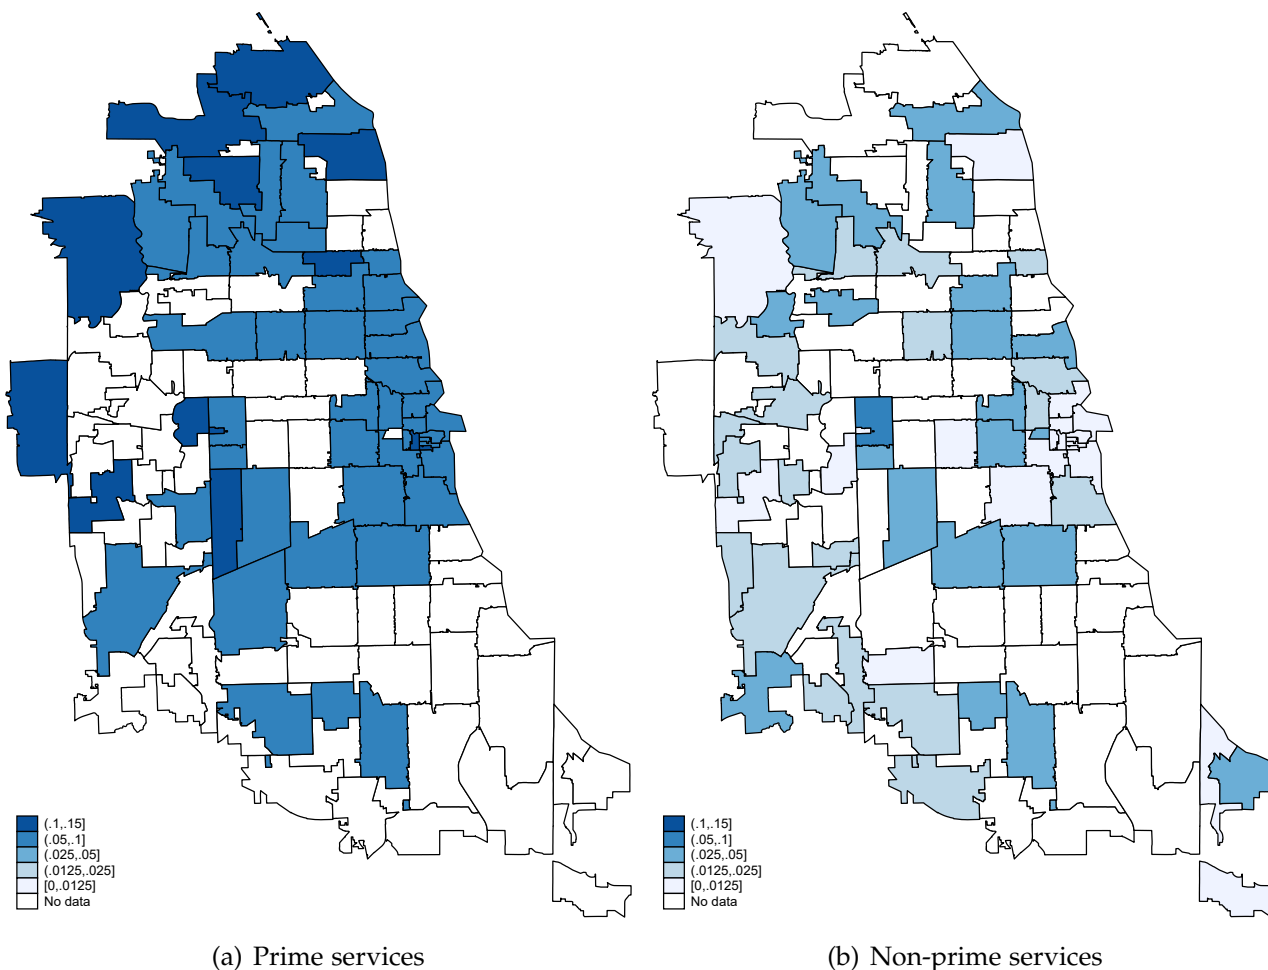 (.1,.15]
(.05,.1]
(.025,.05]
(.0125,.025]
[0,.0125]
No data
(a) Prime services
(.1,.15]
(.05,.1]
(.025,.05]
(.0125,.025]
[0,.0125]
No data
(b) Non-prime services